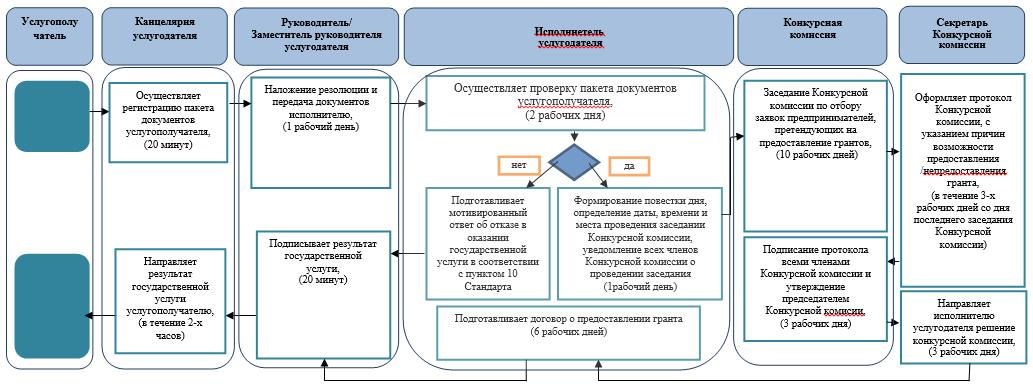 Услугополу
чатель
Канцелярия
услугодателя
Руководитель/
Заместитель руководителя
услугодателя
Исполнитель
услугодателя
Конкурсная
комиссия
Секретарь
Конкурсной
комиссии
Осуществляет
регистрацию пакета
документов
услугополучателя,
(20 минут)
Наложение резолюции и
передача документов
исполнителю,
(1 рабочий день)
Осуществляет проверку пакета документов
услугополучателя,
(2 рабочих дня)
нет
да
Подготавливает
мотивированный
ответ об отказе в
оказании
государственной
услуги в соответствии
с пунктом 10
Стандарта
Формирование повестки дня,
определение даты, времени и
места проведения заседании
Конкурсной комиссии,
уведомление всех членов
Конкурсной комиссии о
проведении заседания
(1рабочий день)
Заседание Конкурсной
комиссии по отбору
заявок предпринимателей,
претендующих на
предоставление грантов,
(10 рабочих дней)
Оформляет протокол
Конкурсной
комиссии, с
указанием причин
возможности
предоставления
/непредоставления
гранта,
(в течение 3-х
рабочих дней со дня
последнего заседания
Конкурсной
комиссии)
Направляет
результат
государственной
услуги
услугополучателю,
(в течение 2-х
часов)
Подписывает результат
государственной
услуги,
(20 минут)
Подготавливает договор о предоставлении гранта
(6 рабочих дней)
Подписание протокола
всеми членами
Конкурсной комиссии и
утверждение
председателем
Конкурсной комисии,
(3 рабочих дня)
Направляет
исполнителю
услугодателя решение
конкурсной комиссии,
(3 рабочих дня)